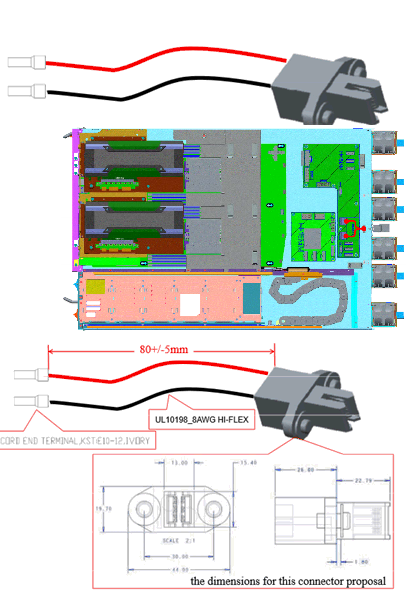 80+/-5mm
UL10198_8AWG HI-FLEX
CORD END TERMINAL,KST:E10-12,IVORY
13.00
15.49
26.80
22.79
19.70
SCALE 2:1
30.00
44.00
1.80
the dimensions for this connector proposal